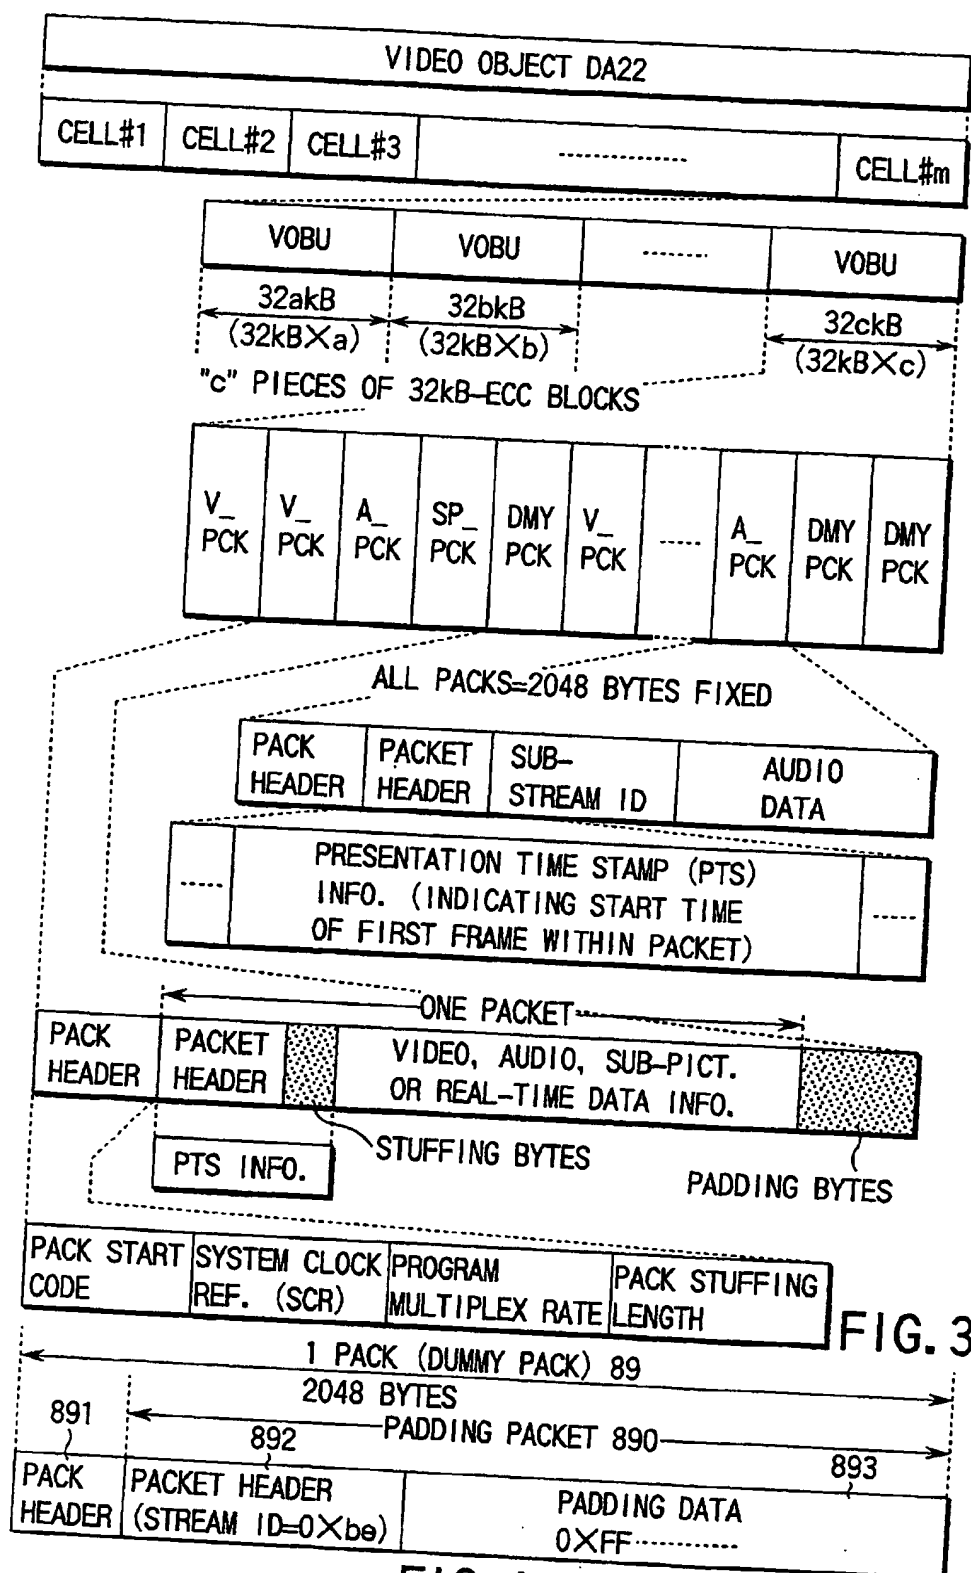 VIDEO OBJECT DA22
CELL#1 CELL#2 CELL#3 ............ CELL#m
VOBU VOBU ........ VOBU
32akB 32bkB 32ckB
(32kB×a) (32kB×b) (32kB×c)
"c" PIECES OF 32kB-ECC BLOCKS
V_ V_ A_ SP_ DMY V_ ..... A_ DMY DMY
PCK PCK PCK PCK PCK PCK PCK PCK PCK
ALL PACKS=2048 BYTES FIXED
PACK PACKET SUB- AUDIO
HEADER HEADER STREAM ID DATA
PRESENTATION TIME STAMP (PTS)
..... INFO. (INDICATING START TIME .....
OF FIRST FRAME WITHIN PACKET)
ONE PACKET
PACK PACKET VIDEO, AUDIO, SUB-PICT.
HEADER HEADER OR REAL-TIME DATA INFO.
PTS INFO. STUFFING BYTES PADDING BYTES
PACK START SYSTEM CLOCK PROGRAM PACK STUFFING
CODE REF. (SCR) MULTIPLEX RATE LENGTH
FIG. 3
1 PACK (DUMMY PACK) 89
2048 BYTES
PADDING PACKET 890
891 892 893
PACK PACKET HEADER PADDING DATA
HEADER (STREAM ID=0×be) 0×FF............